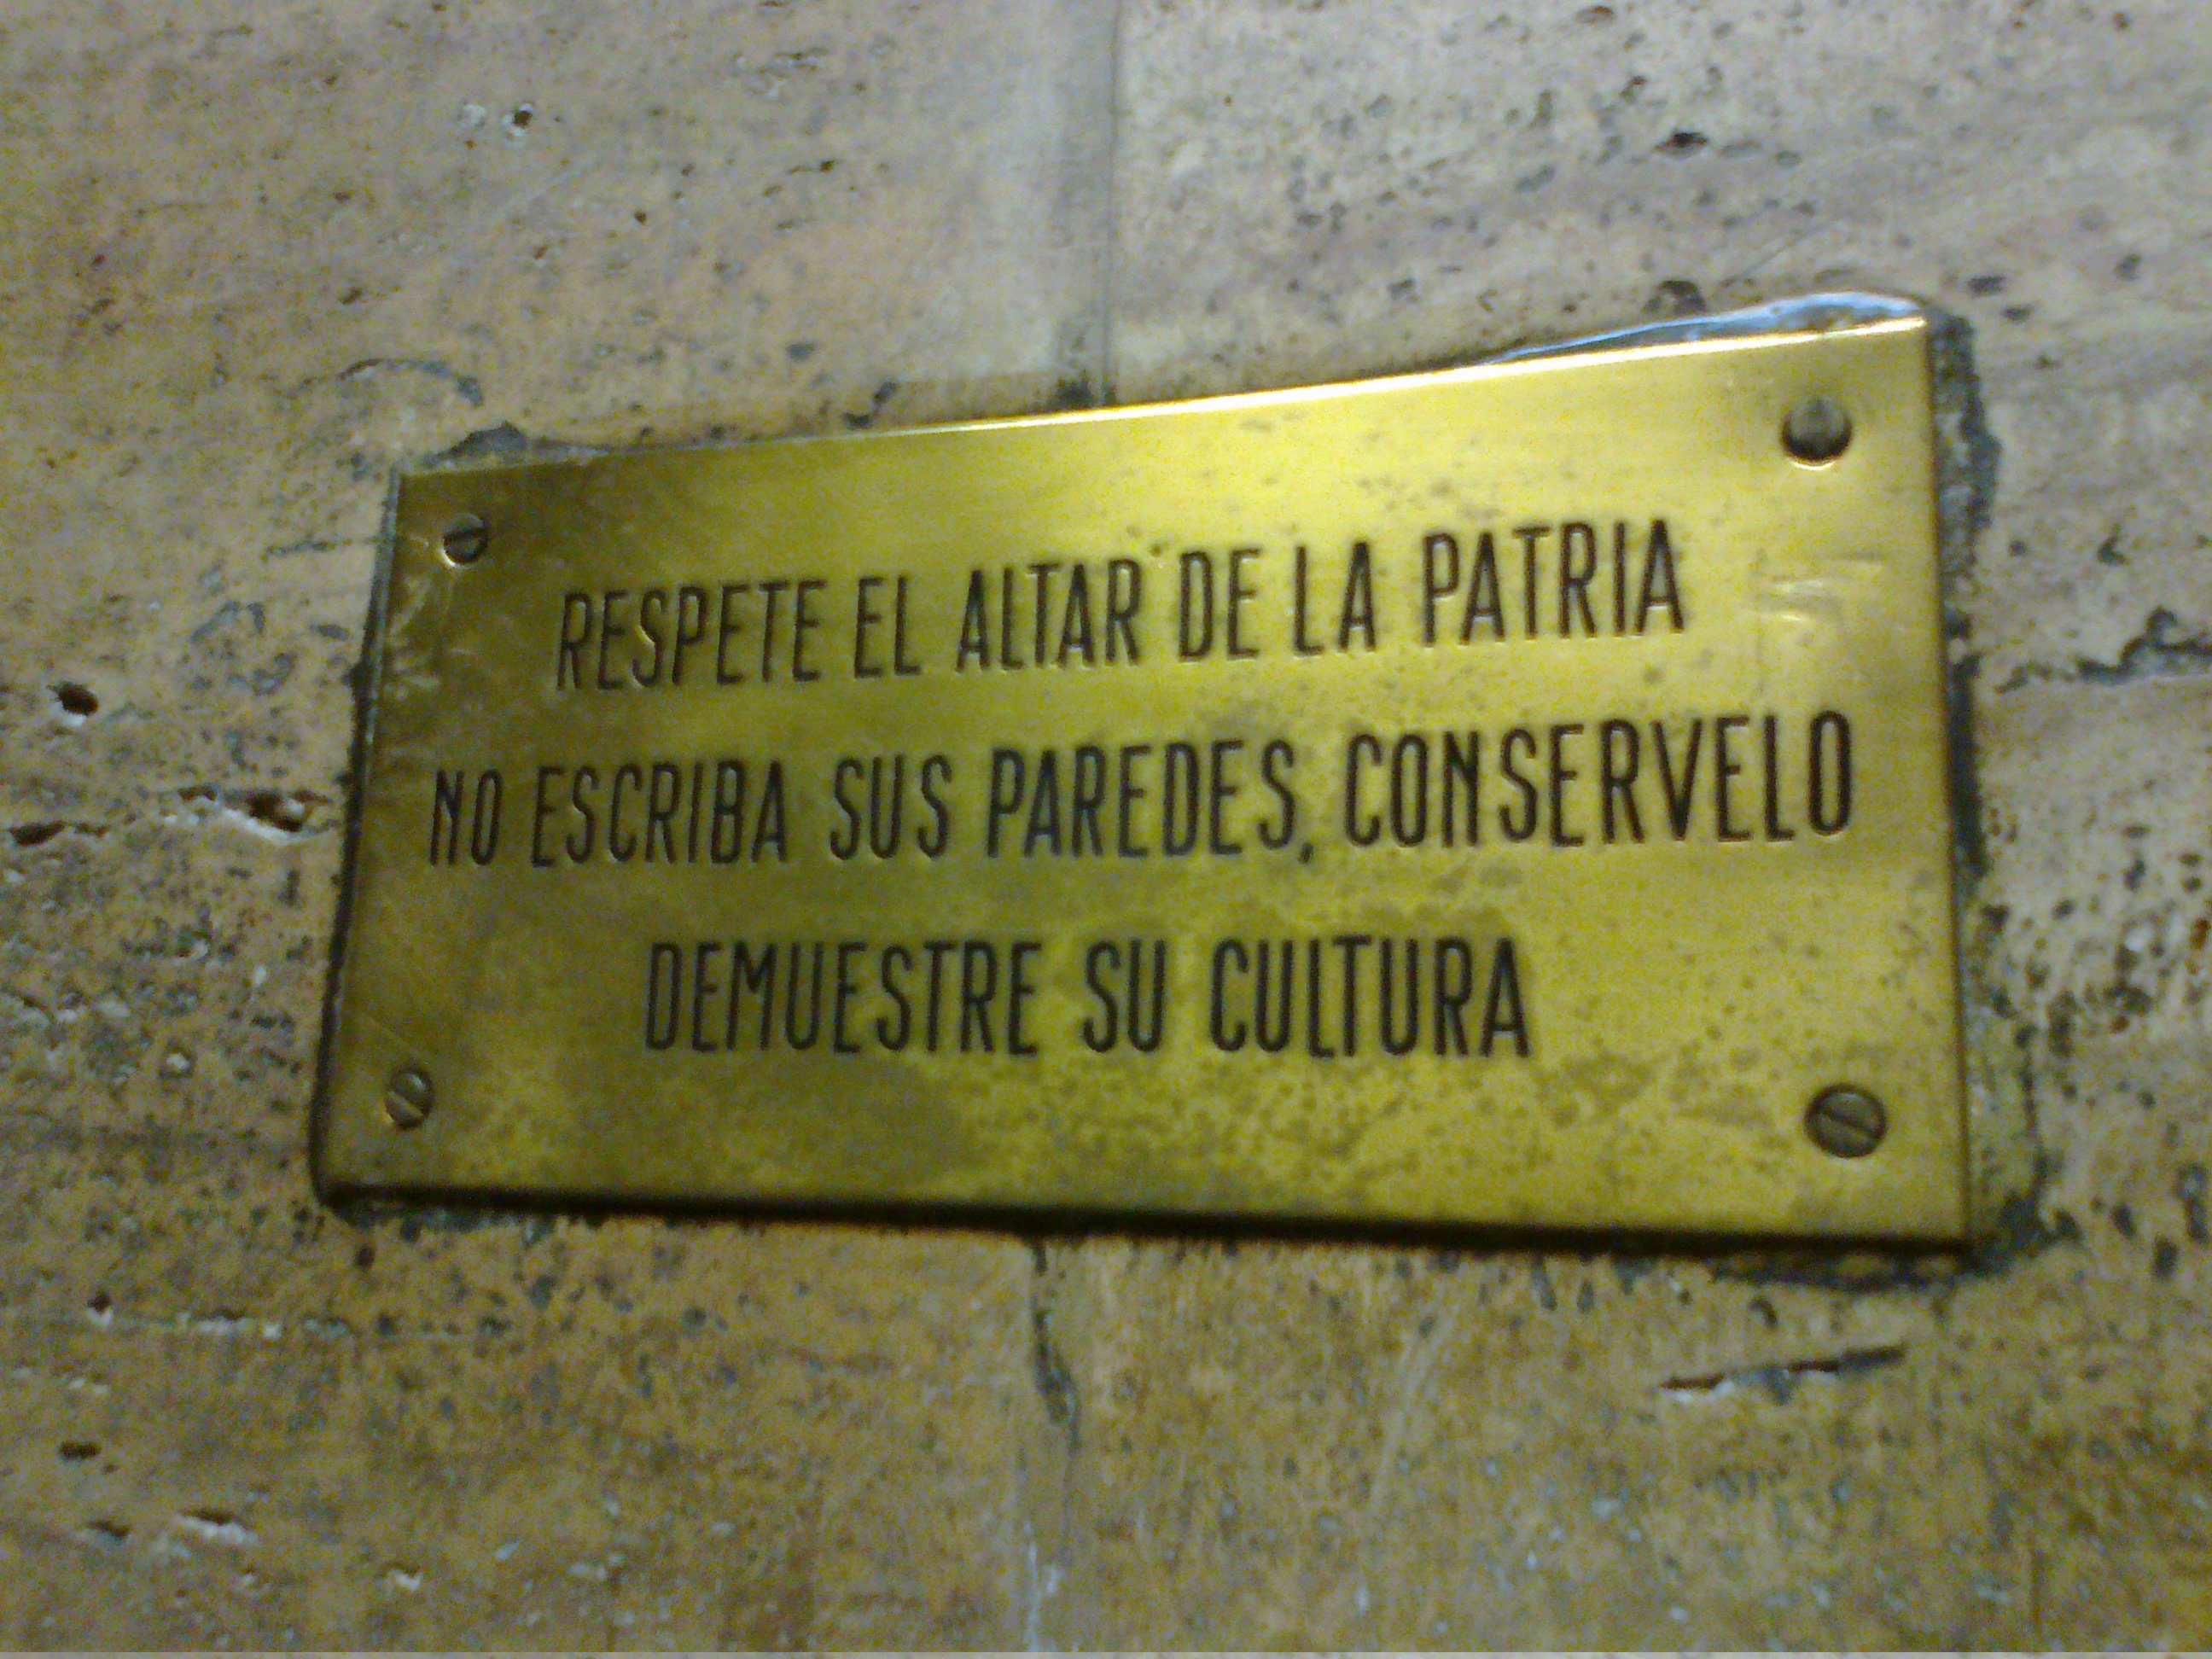 RESPETE EL ALTAR DE LA PATRIA
NO ESCRIBA SUS PAREDES, CONSERVELO
DEMUESTRE SU CULTURA